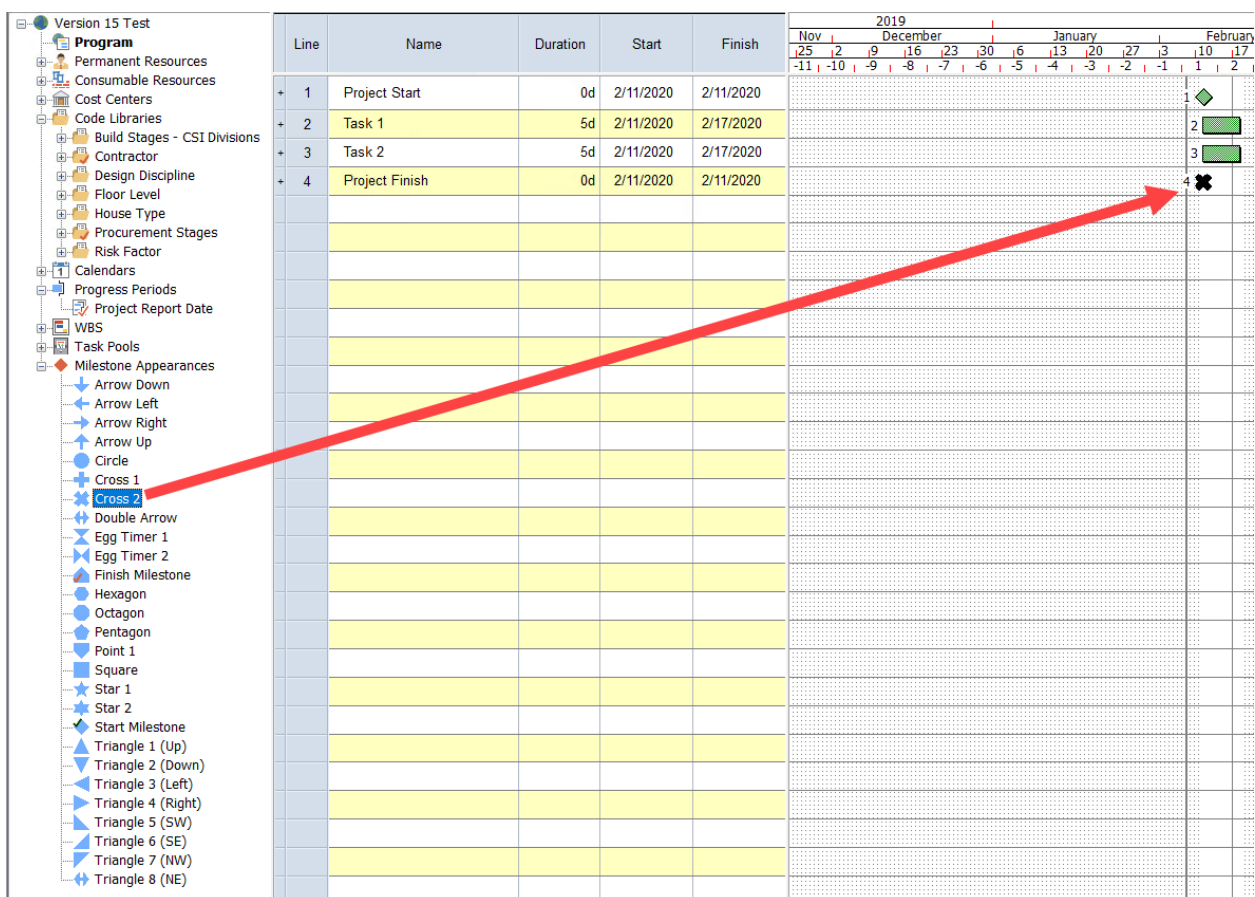 Version 15 Test
Program
Permanent Resources
Consumable Resources
Cost Centers
Code Libraries
Build Stages - CSI Divisions
Contractor
Design Discipline
Floor Level
House Type
Procurement Stages
Risk Factor
Calendars
Progress Periods
Project Report Date
WBS
Task Pools
Milestone Appearances
Arrow Down
Arrow Left
Arrow Right
Arrow Up
Circle
Cross 1
Cross 2
Double Arrow
Egg Timer 1
Egg Timer 2
Finish Milestone
Hexagon
Octagon
Pentagon
Point 1
Square
Star 1
Star 2
Start Milestone
Triangle 1 (Up)
Triangle 2 (Down)
Triangle 3 (Left)
Triangle 4 (Right)
Triangle 5 (SW)
Triangle 6 (SE)
Triangle 7 (NW)
Triangle 8 (NE)
Line Name Duration Start Finish
1 Project Start 0d 2/11/2020 2/11/2020
2 Task 1 5d 2/11/2020 2/17/2020
3 Task 2 5d 2/11/2020 2/17/2020
4 Project Finish 0d 2/11/2020 2/11/2020
2019
Nov December January February
25 2 9 16 23 30 6 13 20 27 3 10 17
-11 -10 -9 -8 -7 -6 -5 -4 -3 -2 -1 1 2
1
2
3
4